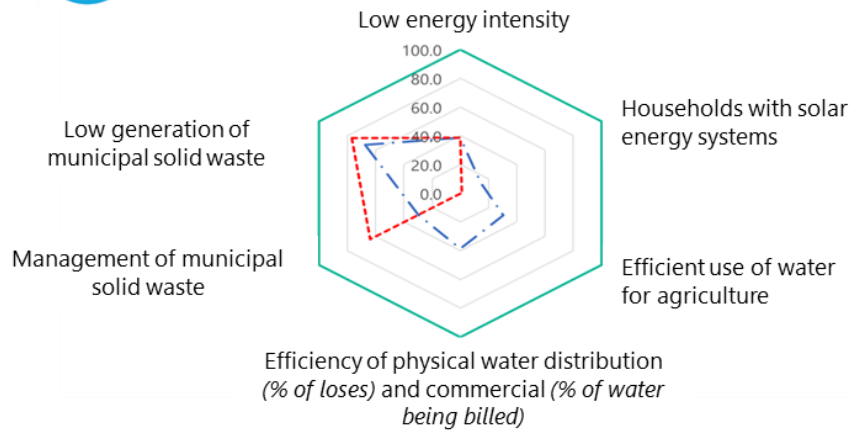 Low energy intensity
100.0
80.0
60.0
40.0
20.0
0.0
Households with solar
energy systems
Low generation of
municipal solid waste
Management of municipal
solid waste
Efficient use of water
for agriculture
Efficiency of physical water distribution
(% of loses) and commercial (% of water
being billed)